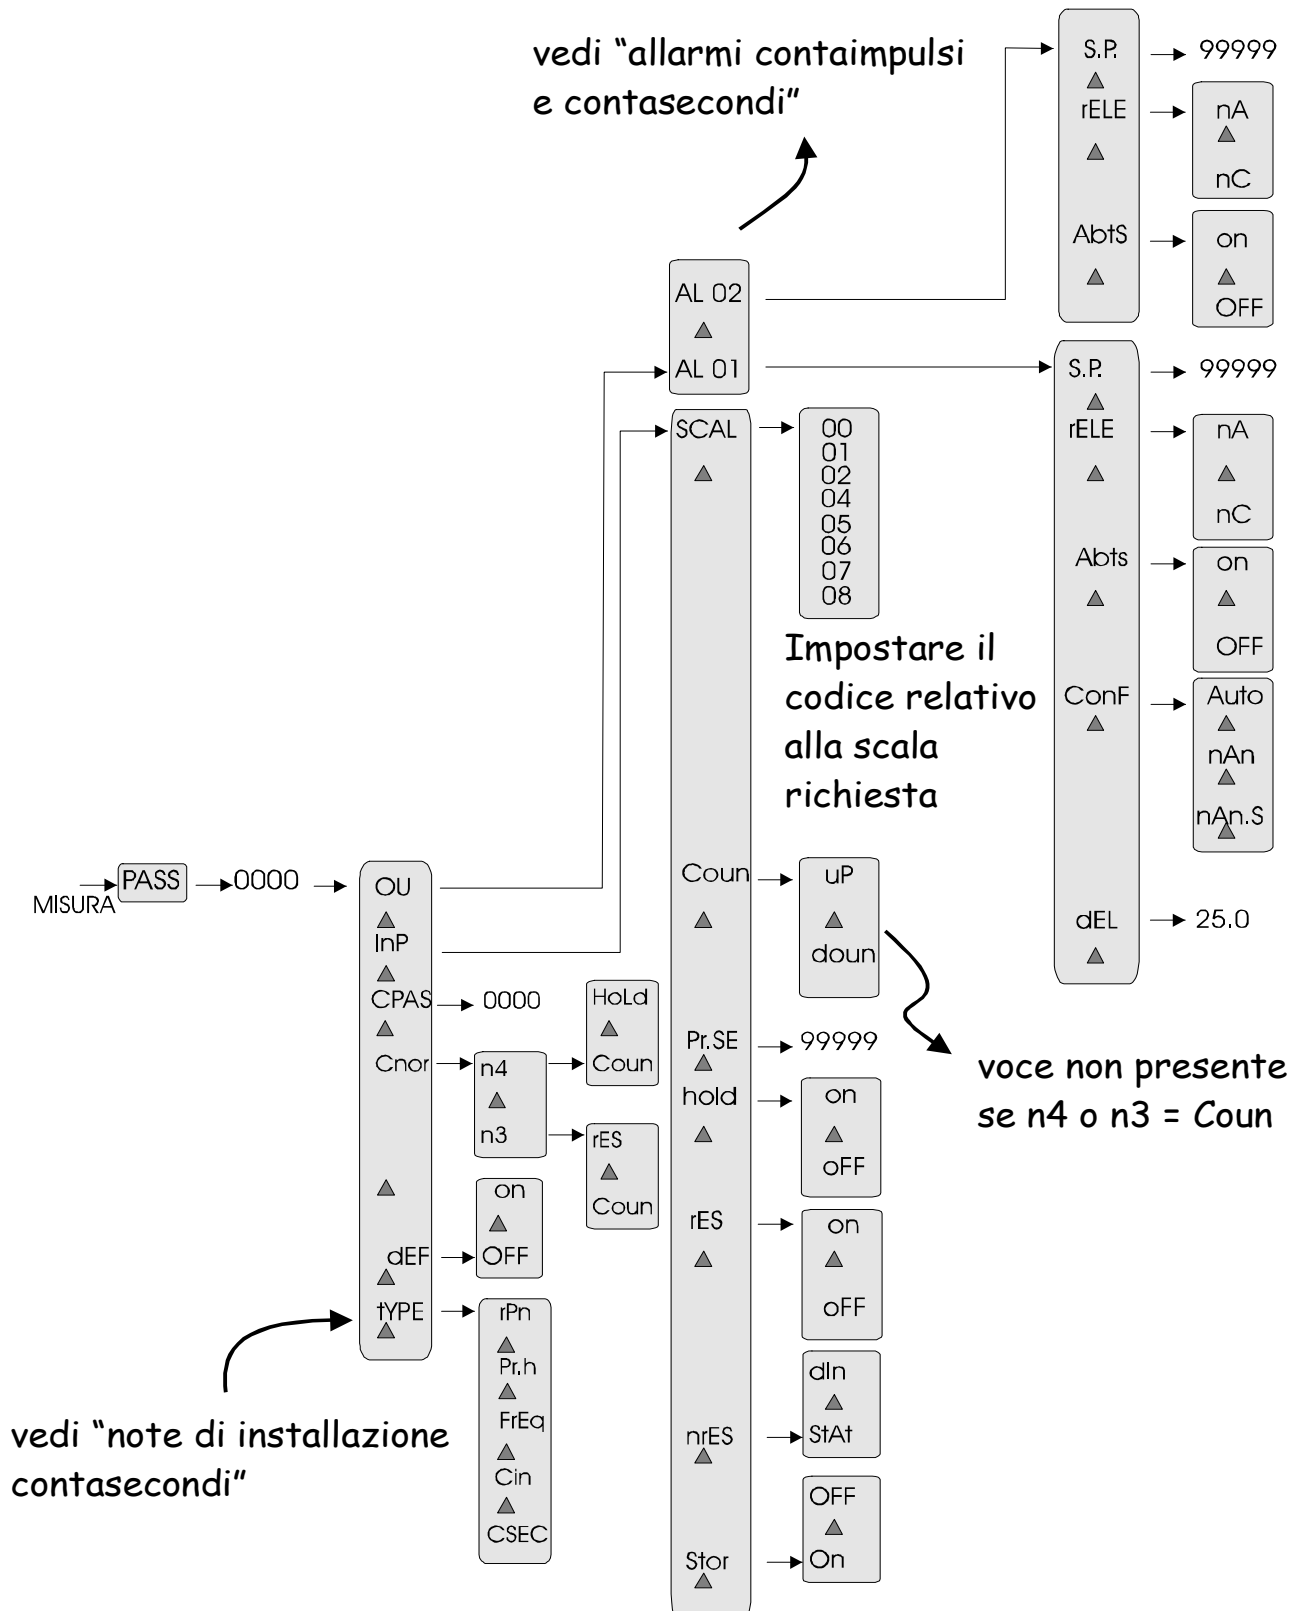 vedi “allarmi contaimpulsi
e contasecondi”
S.P.
99999
rELE
nA
nC
AbtS
on
OFF
AL 02
AL 01
S.P.
99999
rELE
nA
nC
Abts
on
OFF
ConF
Auto
nAn
nAn.S
dEL
25.0
SCAL
00
01
02
04
05
06
07
08
Impostare il
codice relativo
alla scala
richiesta
Coun
uP
doun
voce non presente
se n4 o n3 = Coun
Pr.SE
99999
hold
on
oFF
rES
on
oFF
nrES
dIn
StAt
Stor
OFF
On
MISURA
PASS
0000
OU
InP
CPAS
0000
Cnor
n4
n3
HoLd
Coun
rES
Coun
dEF
on
OFF
tYPE
rPn
Pr.h
FrEq
Cin
CSEC
vedi “note di installazione
contasecondi”